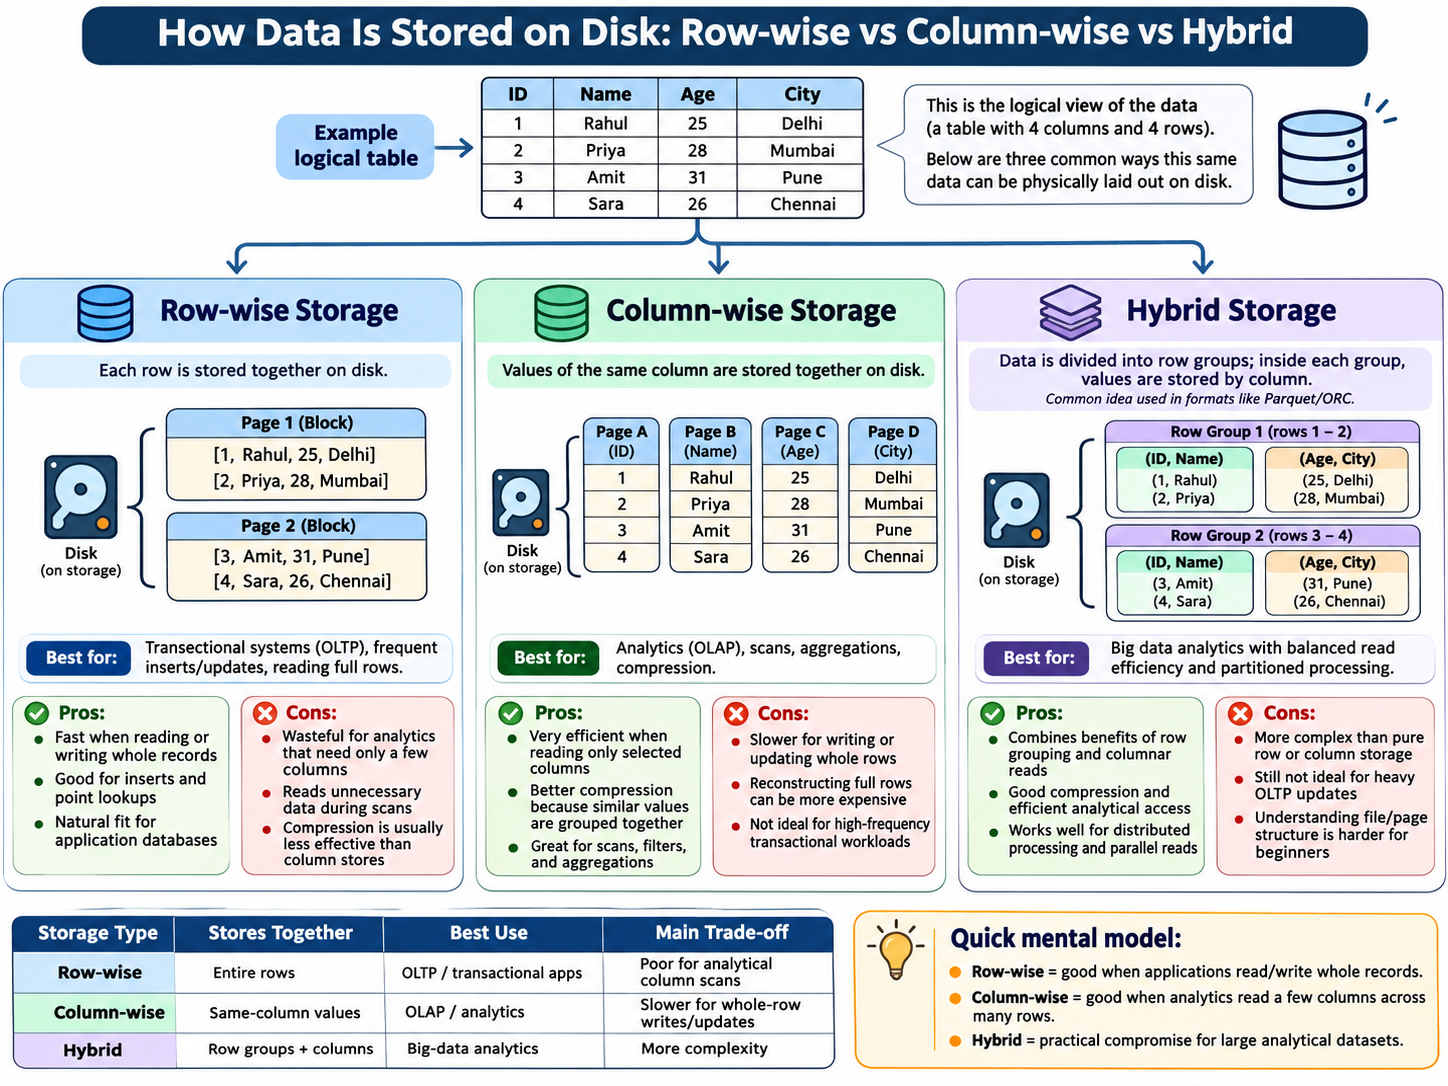 How Data Is Stored on Disk: Row-wise vs Column-wise vs Hybrid
Example
logical table
ID Name Age City
1 Rahul 25 Delhi
2 Priya 28 Mumbai
3 Amit 31 Pune
4 Sara 26 Chennai
This is the logical view of the data
(a table with 4 columns and 4 rows).
Below are three common ways this same
data can be physically laid out on disk.
Row-wise Storage
Each row is stored together on disk.
Disk
(on storage)
Page 1 (Block)
[1, Rahul, 25, Delhi]
[2, Priya, 28, Mumbai]
Page 2 (Block)
[3, Amit, 31, Pune]
[4, Sara, 26, Chennai]
Best for:
Transectional systems (OLTP), frequent
inserts/updates, reading full rows.
Pros:
Fast when reading or
writing whole records
Good for inserts and
point lookups
Natural fit for
application databases
Cons:
Wasteful for analytics
that need only a few
columns
Reads unnecessary
data during scans
Compression is usually
less effective than
column stores
Column-wise Storage
Values of the same column are stored together on disk.
Disk
(on storage)
Page A
(ID)
1
2
3
4
Page B
(Name)
Rahul
Priya
Amit
Sara
Page C
(Age)
25
28
31
26
Page D
(City)
Delhi
Mumbai
Pune
Chennai
Best for:
Analytics (OLAP), scans, aggregations,
compression.
Pros:
Very efficient when
reading only selected
columns
Better compression
because similar values
are grouped together
Great for scans, filters,
and aggregations
Cons:
Slower for writing or
updating whole rows
Reconstructing full rows
can be more expensive
Not ideal for high-frequency
transactional workloads
Hybrid Storage
Data is divided into row groups; inside each group,
values are stored by column.
Common idea used in formats like Parquet/ORC.
Disk
(on storage)
Row Group 1 (rows 1 – 2)
(ID, Name)
(1, Rahul)
(2, Priya)
(Age, City)
(25, Delhi)
(28, Mumbai)
Row Group 2 (rows 3 – 4)
(ID, Name)
(3, Amit)
(4, Sara)
(Age, City)
(31, Pune)
(26, Chennai)
Best for:
Big data analytics with balanced read
efficiency and partitioned processing.
Pros:
Combines benefits of row
grouping and columnar
reads
Good compression and
efficient analytical access
Works well for distributed
processing and parallel reads
Cons:
More complex than pure
row or column storage
Still not ideal for heavy
OLTP updates
Understanding file/page
structure is harder for
beginners
Storage Type Stores Together Best Use Main Trade-off
Row-wise Entire rows OLTP / transactional apps Poor for analytical
column scans
Column-wise Same-column values OLAP / analytics Slower for whole-row
writes/updates
Hybrid Row groups + columns Big-data analytics More complexity
Quick mental model:
Row-wise = good when applications read/write whole records.
Column-wise = good when analytics read a few columns across
many rows.
Hybrid = practical compromise for large analytical datasets.